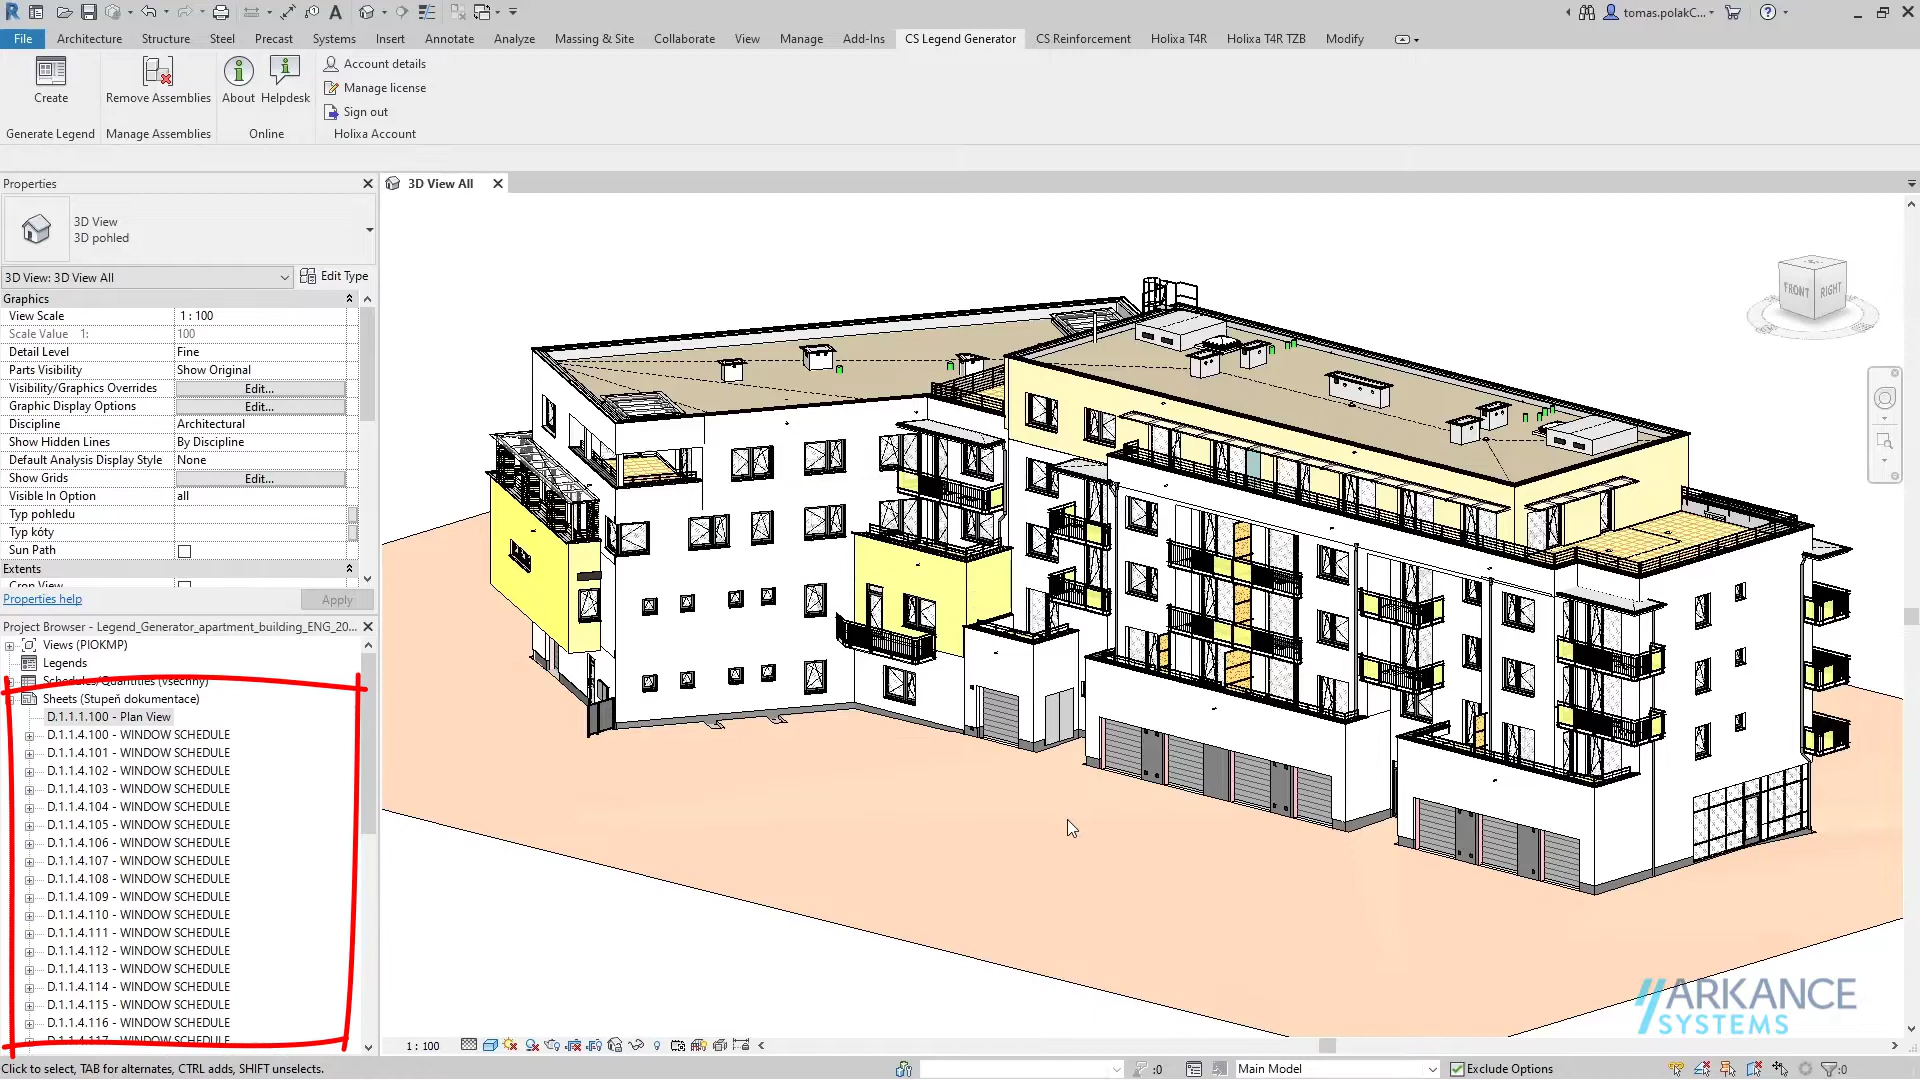 tomas.polakC...
File Architecture Structure Steel Precast Systems Insert Annotate Analyze Massing & Site Collaborate View Manage Add-Ins CS Legend Generator CS Reinforcement Holixa T4R Holixa T4R TZB Modify
Create
Remove Assemblies
About
Helpdesk
Account details
Manage license
Sign out
Generate Legend
Manage Assemblies
Online
Holixa Account
Properties
3D View All
3D View
3D pohled
3D View: 3D View All
Edit Type
Graphics
View Scale 1 : 100
Scale Value 1: 100
Detail Level Fine
Parts Visibility Show Original
Visibility/Graphics Overrides Edit...
Graphic Display Options Edit...
Discipline Architectural
Show Hidden Lines By Discipline
Default Analysis Display Style None
Show Grids Edit...
Visible In Option all
Typ pohledu
Typ kóty
Sun Path
Extents
Crop View
Properties help
Apply
FRONT
RIGHT
Project Browser - Legend_Generator_apartment_building_ENG_20...
Views (PIOKMP)
Legends
Schedules/Quantities (všechny)
Sheets (Stupeň dokumentace)
D.1.1.1.100 - Plan View
D.1.1.4.100 - WINDOW SCHEDULE
D.1.1.4.101 - WINDOW SCHEDULE
D.1.1.4.102 - WINDOW SCHEDULE
D.1.1.4.103 - WINDOW SCHEDULE
D.1.1.4.104 - WINDOW SCHEDULE
D.1.1.4.105 - WINDOW SCHEDULE
D.1.1.4.106 - WINDOW SCHEDULE
D.1.1.4.107 - WINDOW SCHEDULE
D.1.1.4.108 - WINDOW SCHEDULE
D.1.1.4.109 - WINDOW SCHEDULE
D.1.1.4.110 - WINDOW SCHEDULE
D.1.1.4.111 - WINDOW SCHEDULE
D.1.1.4.112 - WINDOW SCHEDULE
D.1.1.4.113 - WINDOW SCHEDULE
D.1.1.4.114 - WINDOW SCHEDULE
D.1.1.4.115 - WINDOW SCHEDULE
D.1.1.4.116 - WINDOW SCHEDULE
D.1.1.4.117 - WINDOW SCHEDULE
ARKANCE
SYSTEMS
1 : 100
Click to select, TAB for alternates, CTRL adds, SHIFT unselects.
:0
Main Model
Exclude Options
:0